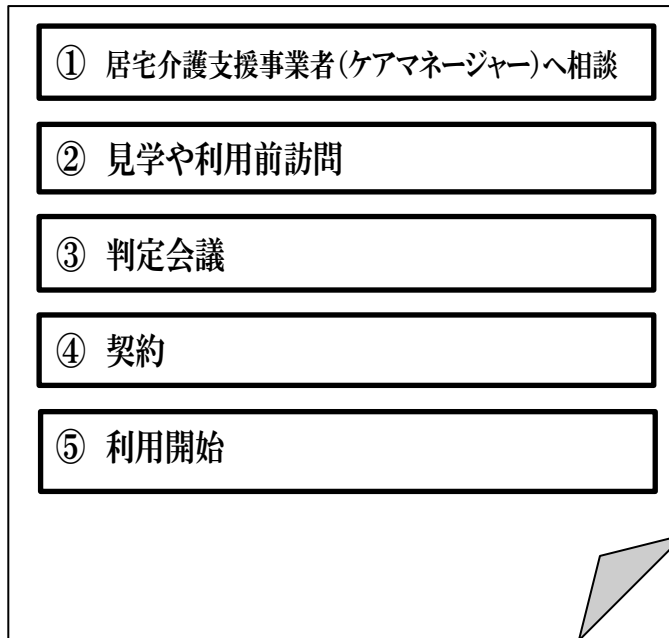 ① 居宅介護支援事業者(ケアマネージャー)へ相談
② 見学や利用前訪問
③ 判定会議
④ 契約
⑤ 利用開始